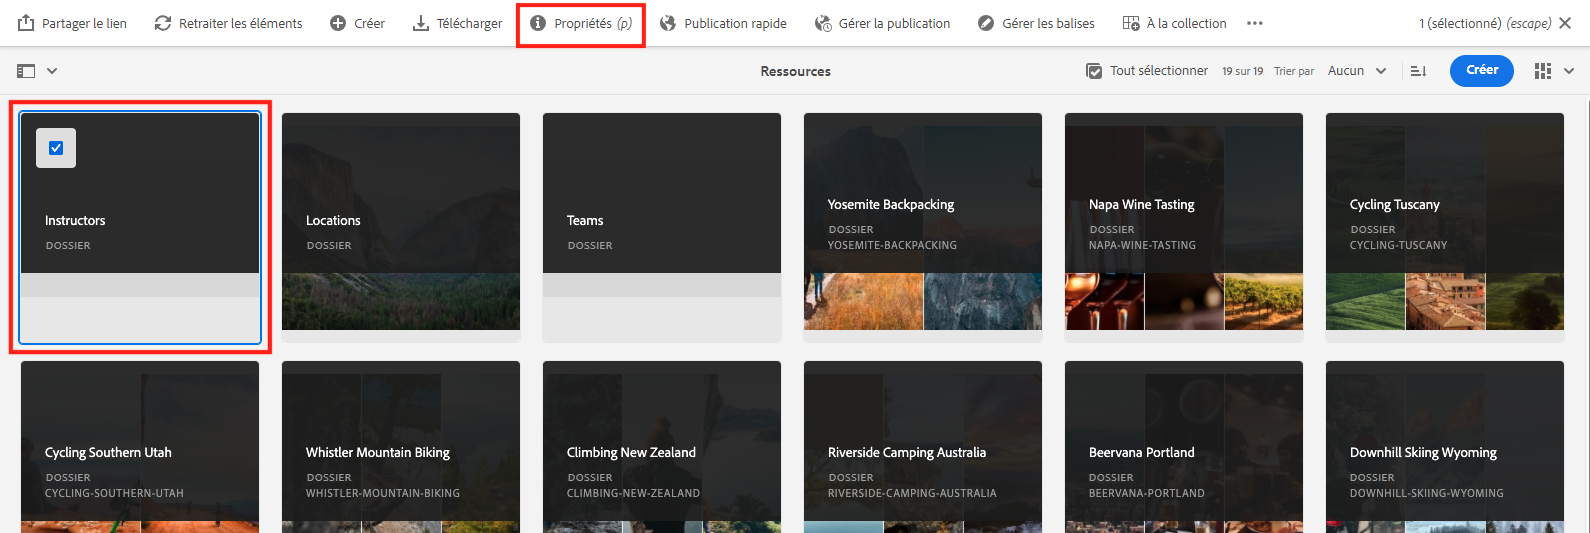 Partager le lien Retraiter les éléments Créer Télécharger Propriétés (p) Publication rapide Gérer la publication Gérer les balises À la collection 1 (sélectionné) (escape)
Ressources Tout sélectionner 19 sur 19 Trier par Aucun Créer
Instructors
DOSSIER
Locations
DOSSIER
Teams
DOSSIER
Yosemite Backpacking
DOSSIER
YOSEMITE-BACKPACKING
Napa Wine Tasting
DOSSIER
NAPA-WINE-TASTING
Cycling Tuscany
DOSSIER
CYCLING-TUSCANY
Cycling Southern Utah
DOSSIER
CYCLING-SOUTHERN-UTAH
Whistler Mountain Biking
DOSSIER
WHISTLER-MOUNTAIN-BIKING
Climbing New Zealand
DOSSIER
CLIMBING-NEW-ZEALAND
Riverside Camping Australia
DOSSIER
RIVERSIDE-CAMPING-AUSTRALIA
Beervana Portland
DOSSIER
BEERVANA-PORTLAND
Downhill Skiing Wyoming
DOSSIER
DOWNHILL-SKIING-WYOMING